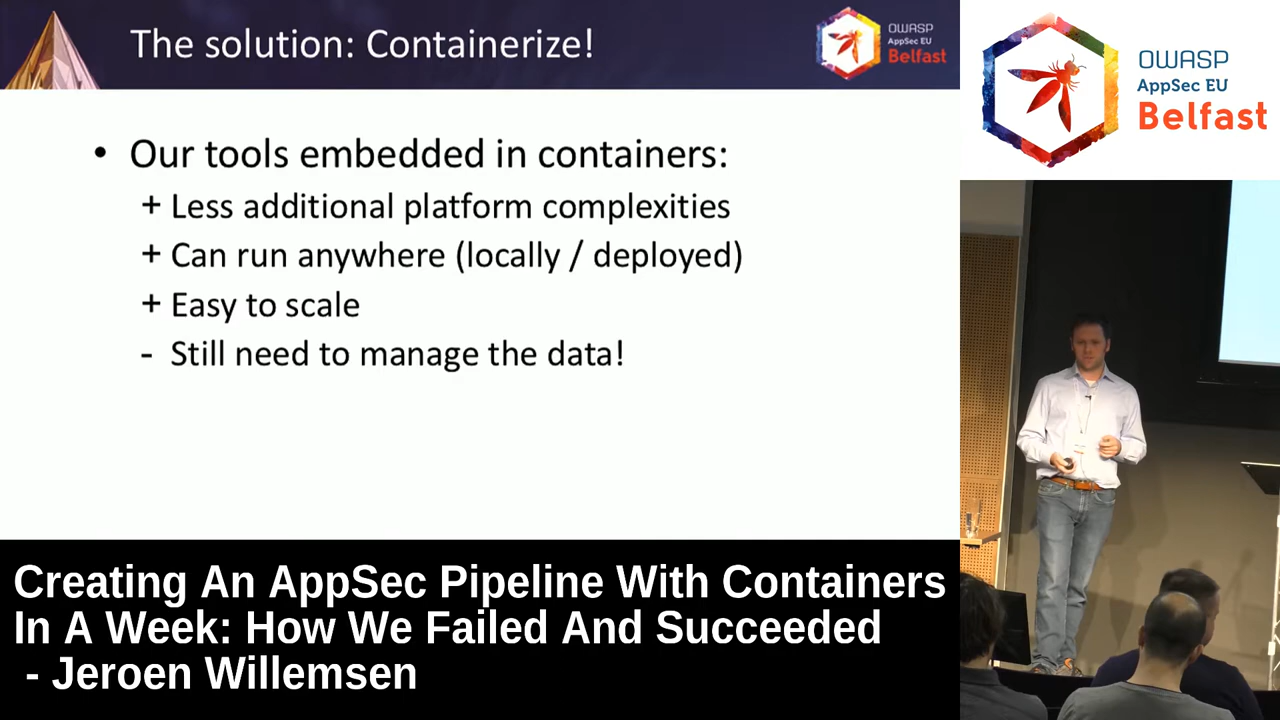 The solution: Containerize!
OWASP
AppSec EU
Belfast
• Our tools embedded in containers:
+ Less additional platform complexities
+ Can run anywhere (locally / deployed)
+ Easy to scale
- Still need to manage the data!
OWASP
AppSec EU
Belfast
Creating An AppSec Pipeline With Containers
In A Week: How We Failed And Succeeded
- Jeroen Willemsen